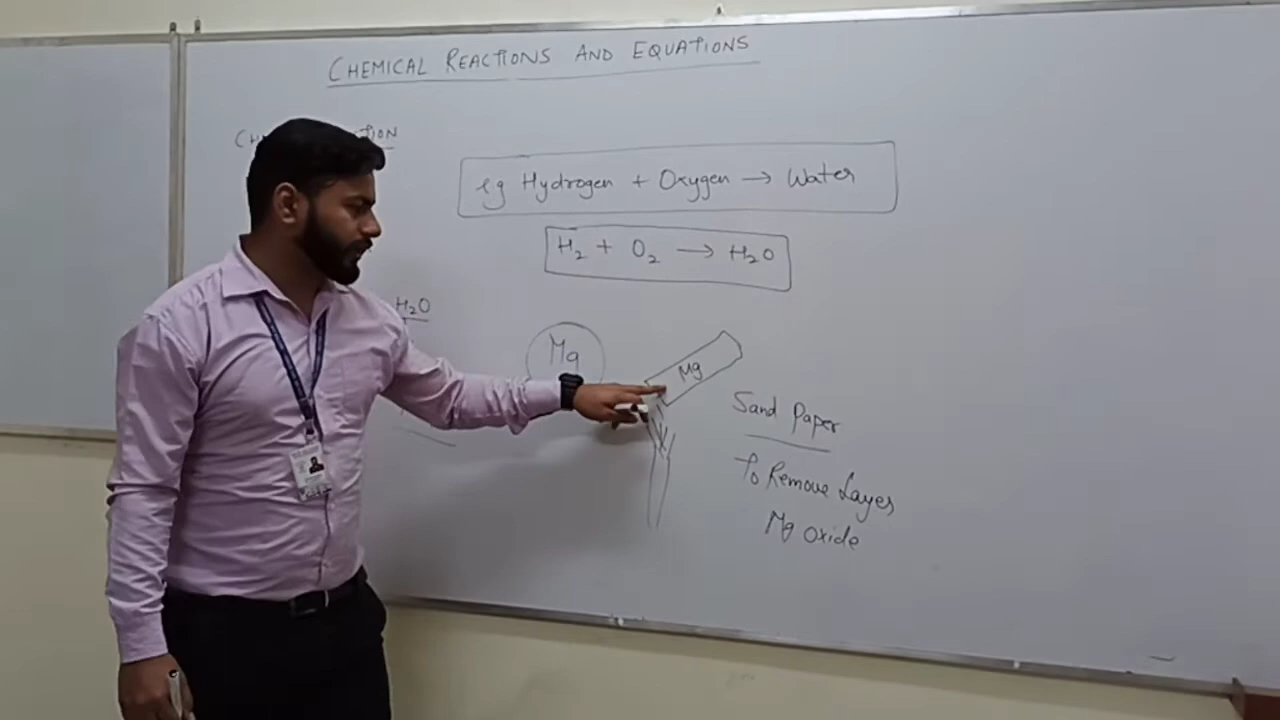 CHEMICAL REACTIONS AND EQUATIONS
eg Hydrogen + Oxygen → Water
H₂ + O₂ → H₂O
H₂O
Mg
Mg
Sand Paper
To Remove Layer
Mg oxide